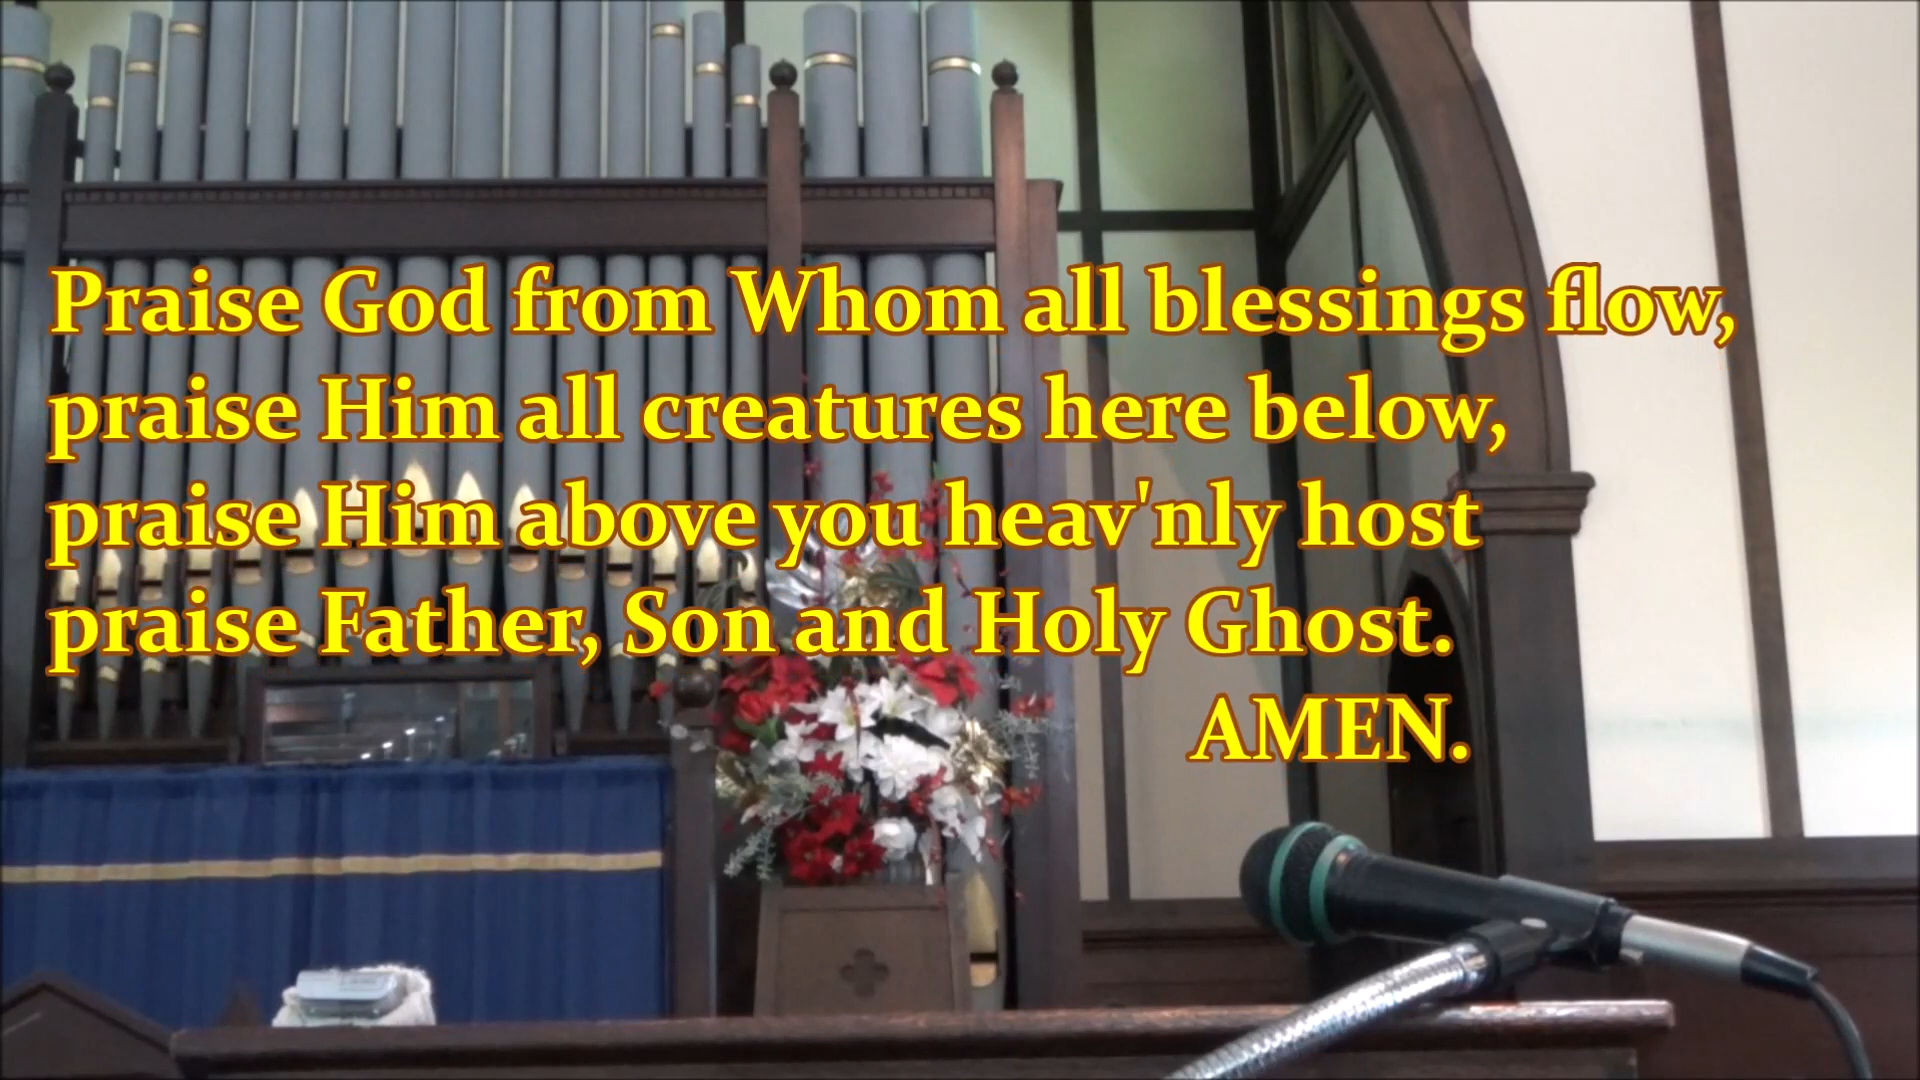 Praise God from Whom all blessings flow,
praise Him all creatures here below,
praise Him above you heav'nly host
praise Father, Son and Holy Ghost.
AMEN.